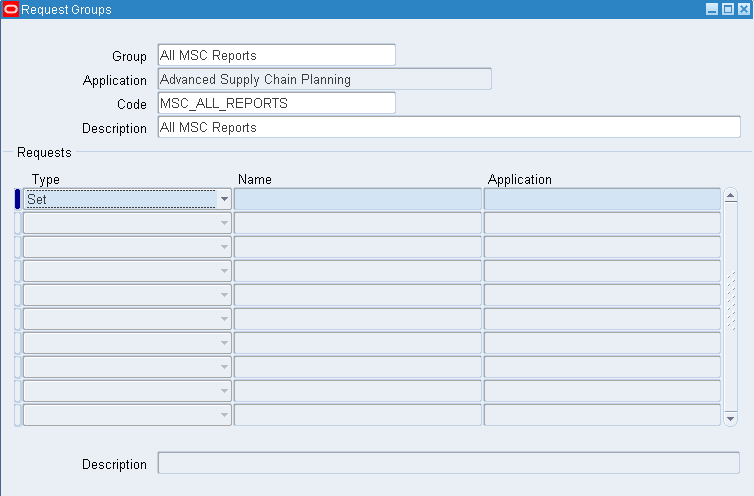 Request Groups
Group All MSC Reports
Application Advanced Supply Chain Planning
Code MSC_ALL_REPORTS
Description All MSC Reports
Requests
Type Name Application
Set
Description